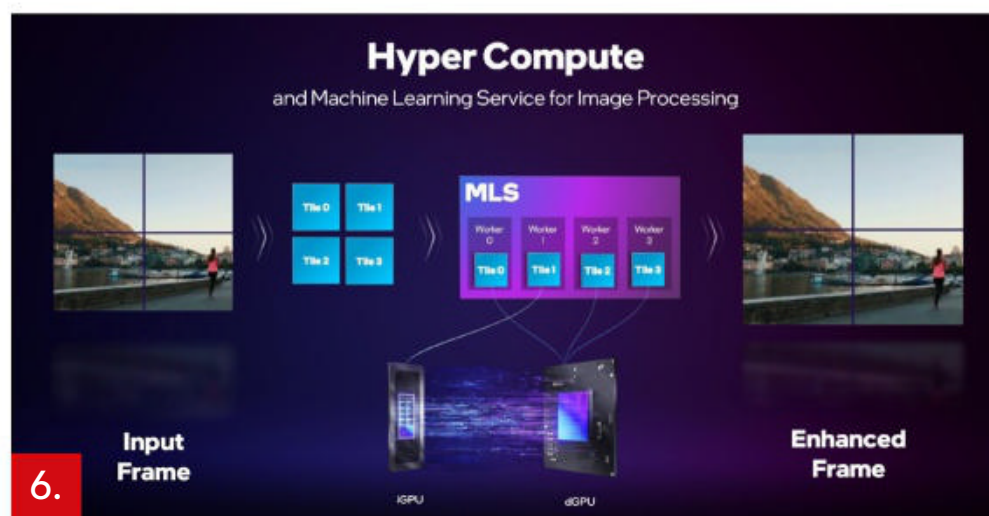 Hyper Compute
and Machine Learning Service for Image Processing
Tile 0 Tile 1
Tile 2 Tile 3
MLS
Worker 0
Worker 1
Worker 2
Worker 3
Tile 0 Tile 1 Tile 2 Tile 3
Input
Frame
Enhanced
Frame
iGPU
dGPU
6.